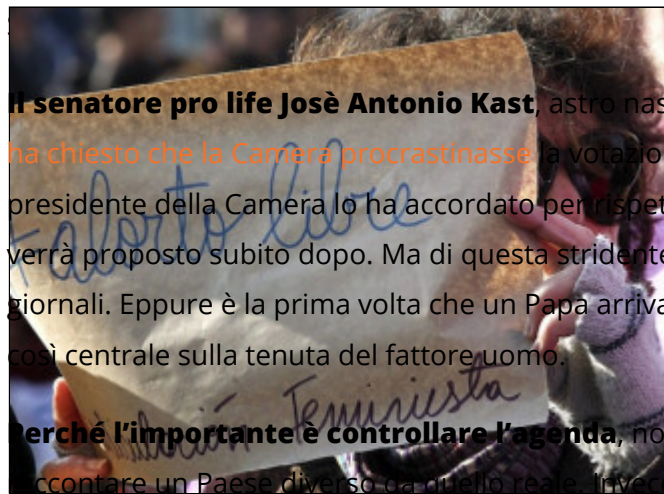 Il senatore pro life Josè Antonio Kast, astro nas
ha chiesto che la Camera procrastinasse la votazio
presidente della Camera lo ha accordato per rispet
+ aborto libre
verrà proposto subito dopo. Ma di questa stridente
giornali. Eppure è la prima volta che un Papa arriva
così centrale sulla tenuta del fattore uomo.
feminista
Perché l'importante è controllare l'agenda, no
raccontare un Paese diverso da quello reale. Invec